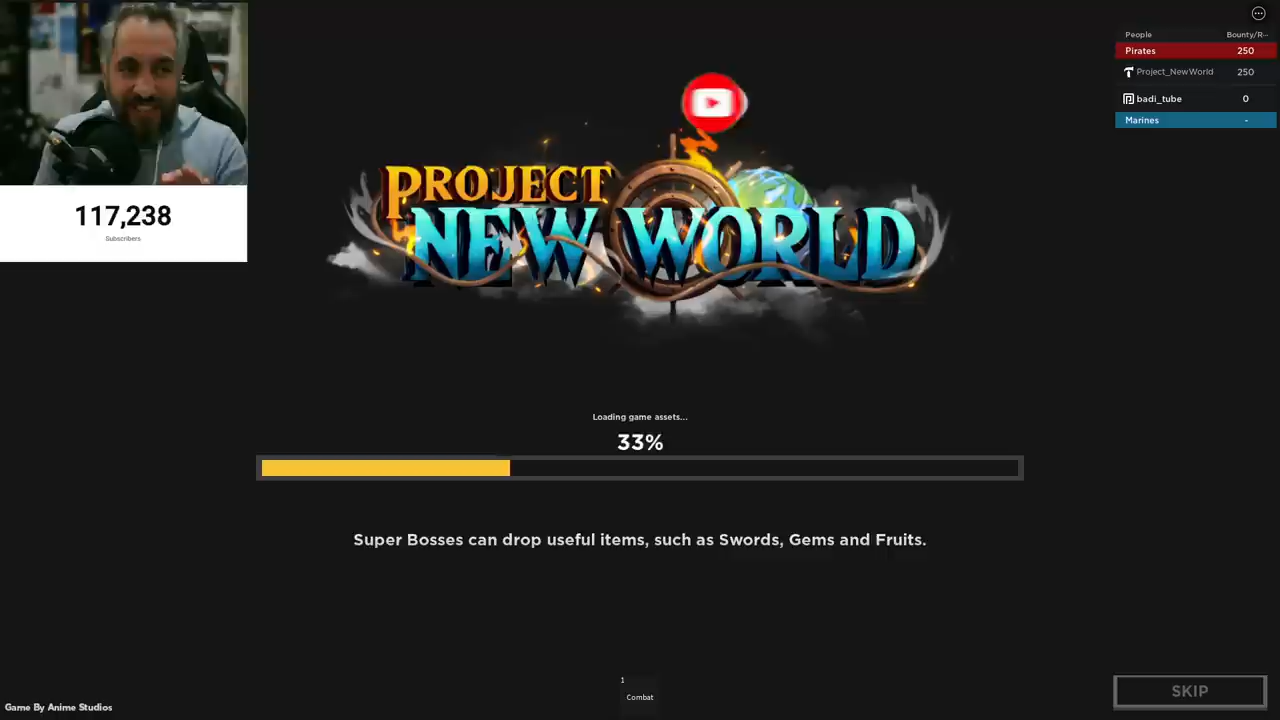 117,238
Subscribers
PROJECT
NEW WORLD
People Bounty/R--
Pirates 250
Project_NewWorld 250
badi_tube 0
Marines -
Loading game assets...
33%
Super Bosses can drop useful items, such as Swords, Gems and Fruits.
1
Combat
SKIP
Game By Anime Studios